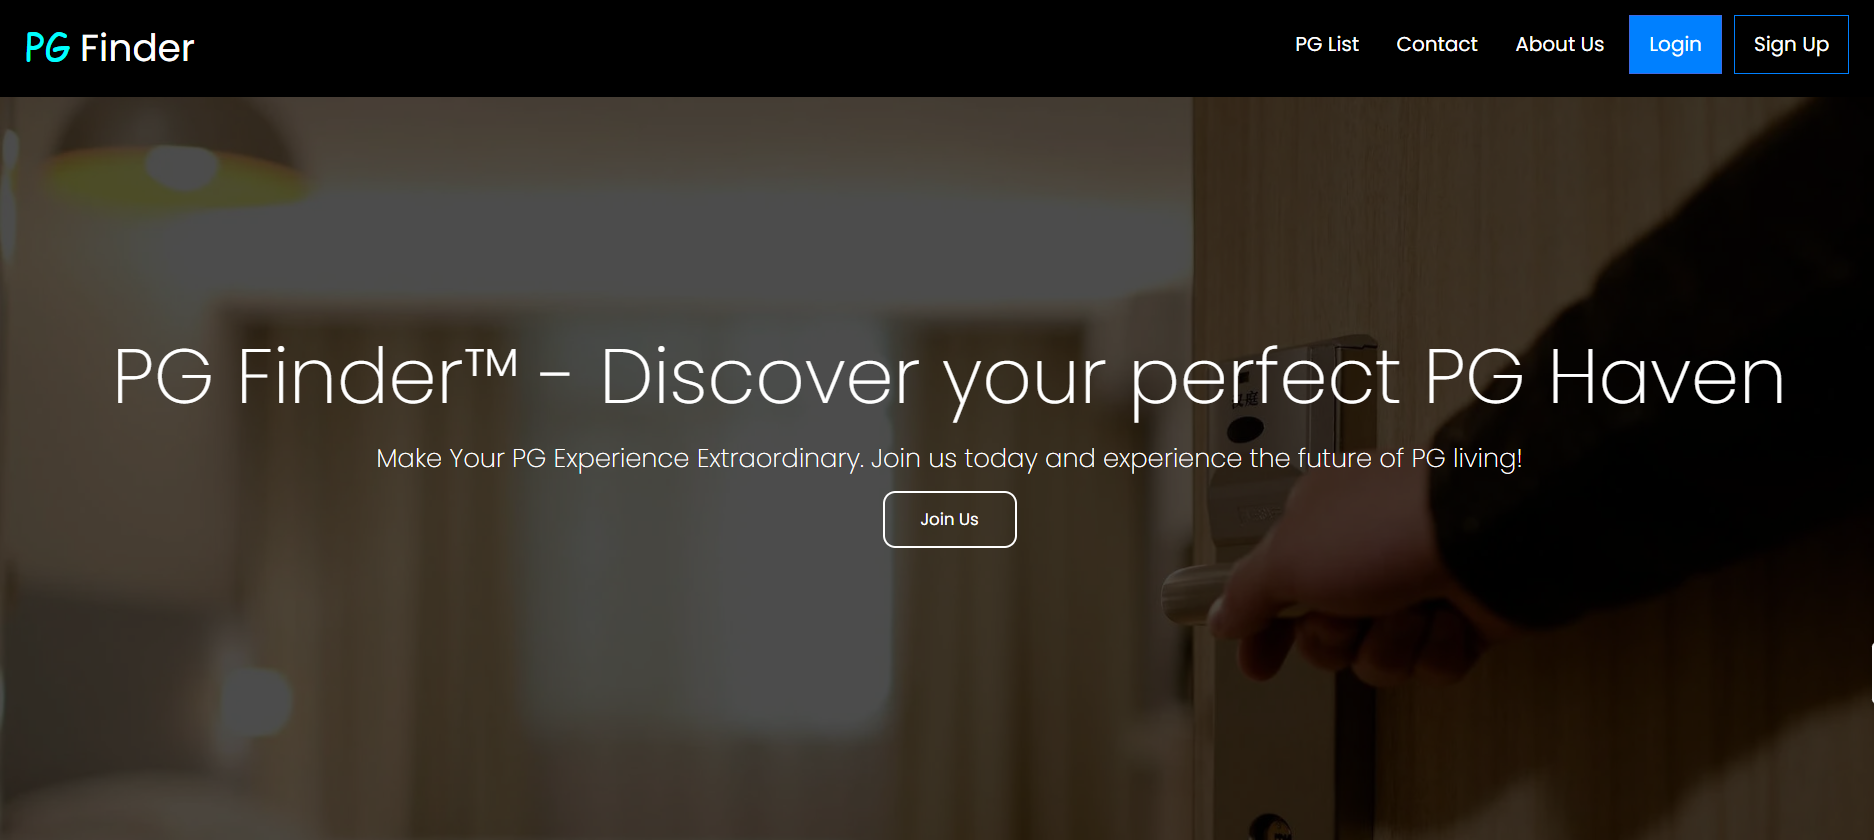 PG Finder
PG List
Contact
About Us
Login
Sign Up
PG Finder™ - Discover your perfect PG Haven
Make Your PG Experience Extraordinary. Join us today and experience the future of PG living!
Join Us